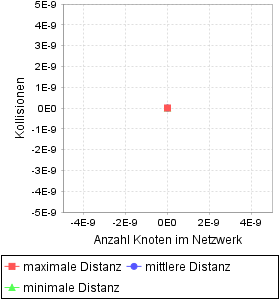 5E-9
4E-9
3E-9
2E-9
1E-9
0E0
-1E-9
-2E-9
-3E-9
-4E-9
-5E-9
Kollisionen
-4E-9 -2E-9 0E0 2E-9 4E-9
Anzahl Knoten im Netzwerk
maximale Distanz mittlere Distanz
minimale Distanz